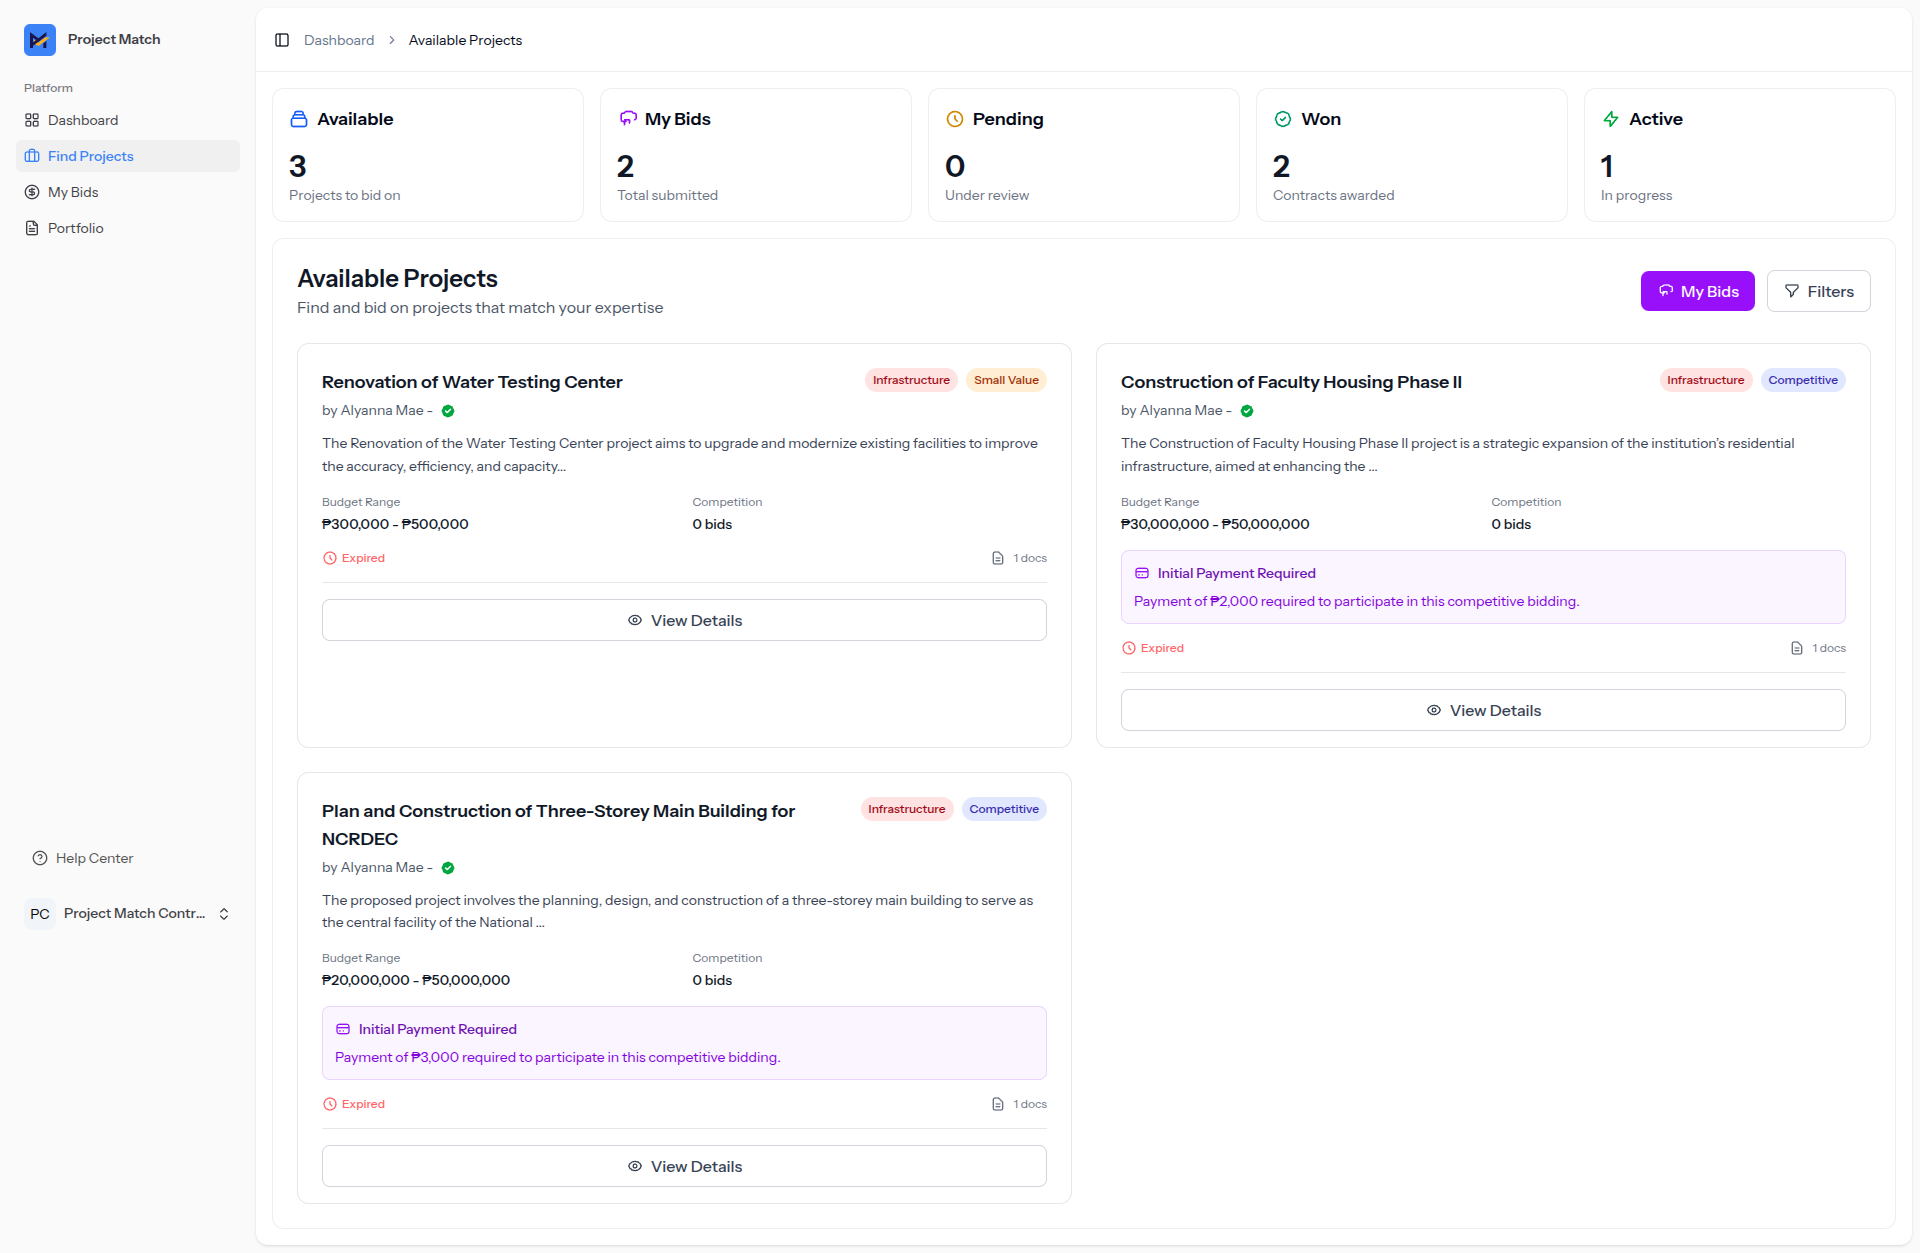 Project Match
Platform
Dashboard
Find Projects
My Bids
Portfolio
Help Center
PC
Project Match Contr...
Dashboard
Available Projects
Available
3
Projects to bid on
My Bids
2
Total submitted
Pending
0
Under review
Won
2
Contracts awarded
Active
1
In progress
Available Projects
Find and bid on projects that match your expertise
My Bids
Filters
Renovation of Water Testing Center
Infrastructure
Small Value
by Alyanna Mae -
The Renovation of the Water Testing Center project aims to upgrade and modernize existing facilities to improve
the accuracy, efficiency, and capacity...
Budget Range
₱300,000 - ₱500,000
Competition
0 bids
Expired
1 docs
View Details
Construction of Faculty Housing Phase II
Infrastructure
Competitive
by Alyanna Mae -
The Construction of Faculty Housing Phase II project is a strategic expansion of the institution's residential
infrastructure, aimed at enhancing the ...
Budget Range
₱30,000,000 - ₱50,000,000
Competition
0 bids
Initial Payment Required
Payment of ₱2,000 required to participate in this competitive bidding.
Expired
1 docs
View Details
Plan and Construction of Three-Storey Main Building for
NCRDEC
Infrastructure
Competitive
by Alyanna Mae -
The proposed project involves the planning, design, and construction of a three-storey main building to serve as
the central facility of the National ...
Budget Range
₱20,000,000 - ₱50,000,000
Competition
0 bids
Initial Payment Required
Payment of ₱3,000 required to participate in this competitive bidding.
Expired
1 docs
View Details